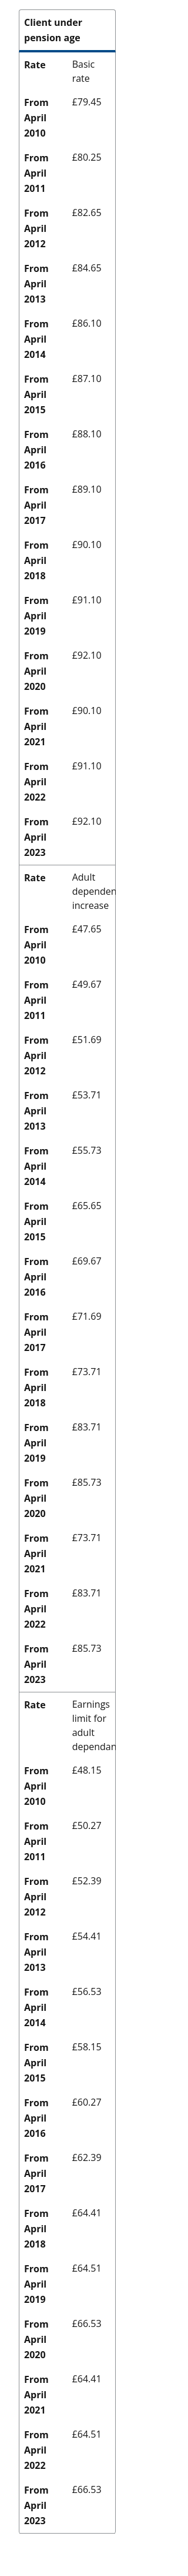 Client under
pension age
Rate
Basic
rate
From
April
2010
£79.45
From
April
2011
£80.25
From
April
2012
£82.65
From
April
2013
£84.65
From
April
2014
£86.10
From
April
2015
£87.10
From
April
2016
£88.10
From
April
2017
£89.10
From
April
2018
£90.10
From
April
2019
£91.10
From
April
2020
£92.10
From
April
2021
£90.10
From
April
2022
£91.10
From
April
2023
£92.10
Rate
Adult
dependen
increase
From
April
2010
£47.65
From
April
2011
£49.67
From
April
2012
£51.69
From
April
2013
£53.71
From
April
2014
£55.73
From
April
2015
£65.65
From
April
2016
£69.67
From
April
2017
£71.69
From
April
2018
£73.71
From
April
2019
£83.71
From
April
2020
£85.73
From
April
2021
£73.71
From
April
2022
£83.71
From
April
2023
£85.73
Rate
Earnings
limit for
adult
dependan
From
April
2010
£48.15
From
April
2011
£50.27
From
April
2012
£52.39
From
April
2013
£54.41
From
April
2014
£56.53
From
April
2015
£58.15
From
April
2016
£60.27
From
April
2017
£62.39
From
April
2018
£64.41
From
April
2019
£64.51
From
April
2020
£66.53
From
April
2021
£64.41
From
April
2022
£64.51
From
April
2023
£66.53